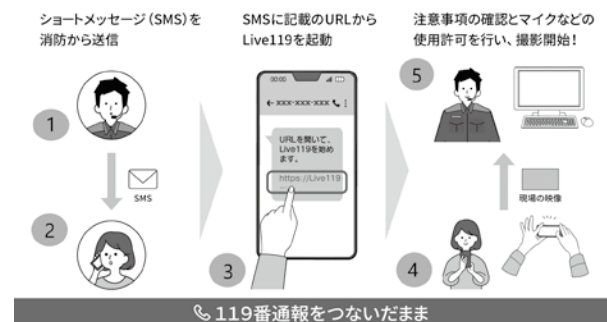 ショートメッセージ（SMS）を
消防から送信
1
SMS
2
SMSに記載のURLから
Live119を起動
00:00
xxx-xxx-xxx
URLを開いて、
Live119を始め
ます。
https://Live119
3
注意事項の確認とマイクなどの
使用許可を行い、撮影開始！
5
現場の映像
4
119番通報をつないだまま